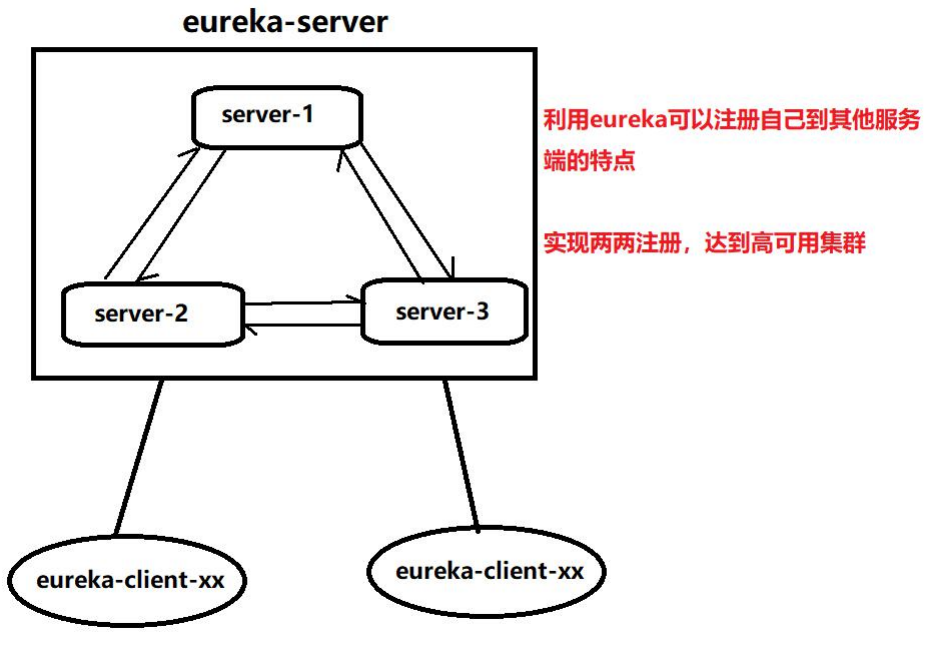 eureka-server
server-1
利用eureka可以注册自己到其他服务
端的特点
实现两两注册，达到高可用集群
server-2
server-3
eureka-client-xx
eureka-client-xx